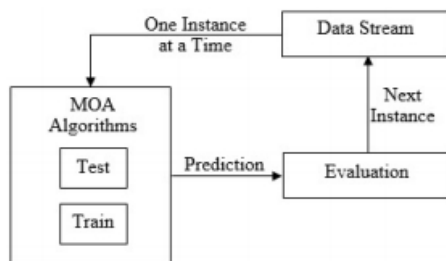 One Instance
at a Time
Data Stream
MOA
Algorithms
Test
Train
Prediction
Next
Instance
Evaluation